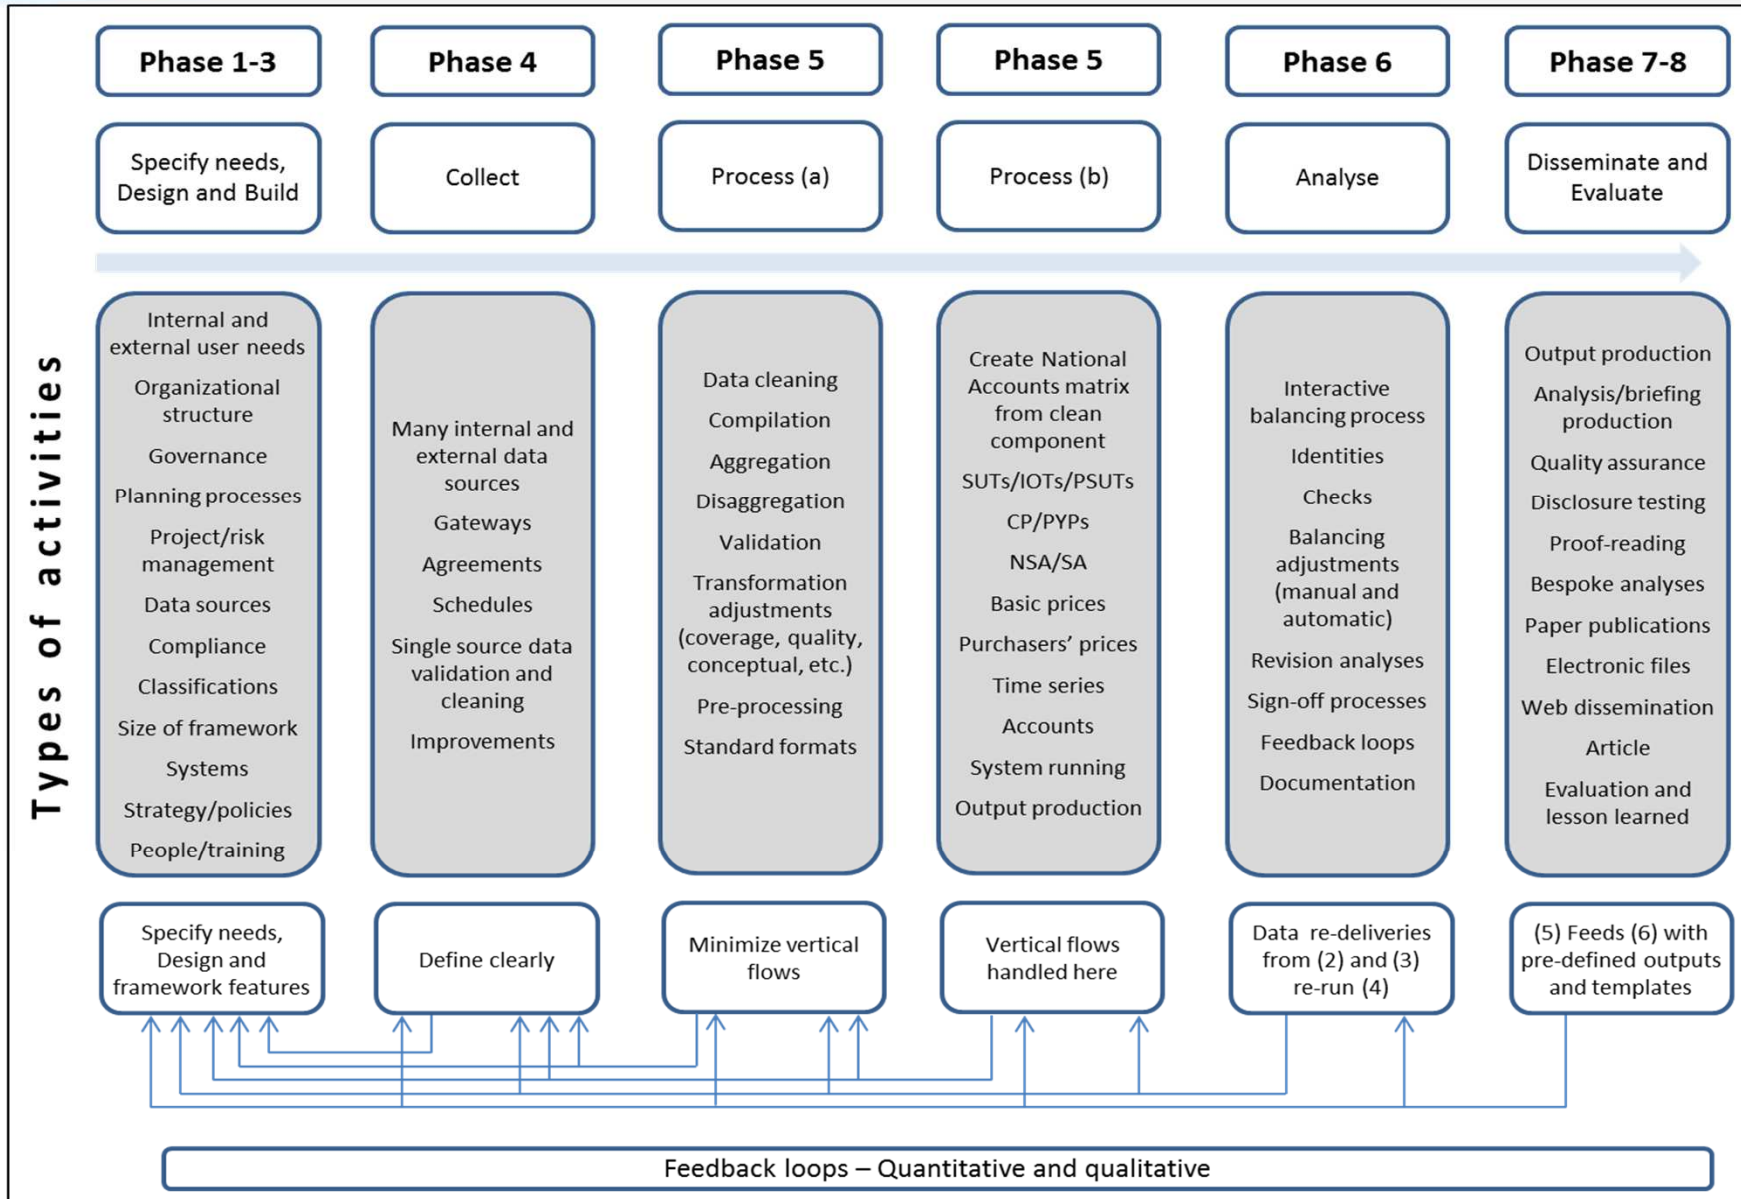 Phase 1-3
Phase 4
Phase 5
Phase 5
Phase 6
Phase 7-8
Specify needs,
Design and Build
Collect
Process (a)
Process (b)
Analyse
Disseminate and
Evaluate
Types of activities
Internal and
external user needs
Organizational
structure
Governance
Planning processes
Project/risk
management
Data sources
Compliance
Classifications
Size of framework
Systems
Strategy/policies
People/training
Many internal and
external data
sources
Gateways
Agreements
Schedules
Single source data
validation and
cleaning
Improvements
Data cleaning
Compilation
Aggregation
Disaggregation
Validation
Transformation
adjustments
(coverage, quality,
conceptual, etc.)
Pre-processing
Standard formats
Create National
Accounts matrix
from clean
component
SUTs/IOTs/PSUTs
CP/PYPs
NSA/SA
Basic prices
Purchasers’ prices
Time series
Accounts
System running
Output production
Interactive
balancing process
Identities
Checks
Balancing
adjustments
(manual and
automatic)
Revision analyses
Sign-off processes
Feedback loops
Documentation
Output production
Analysis/briefing
production
Quality assurance
Disclosure testing
Proof-reading
Bespoke analyses
Paper publications
Electronic files
Web dissemination
Article
Evaluation and
lesson learned
Specify needs,
Design and
framework features
Define clearly
Minimize vertical
flows
Vertical flows
handled here
Data re-deliveries
from (2) and (3)
re-run (4)
(5) Feeds (6) with
pre-defined outputs
and templates
Feedback loops – Quantitative and qualitative